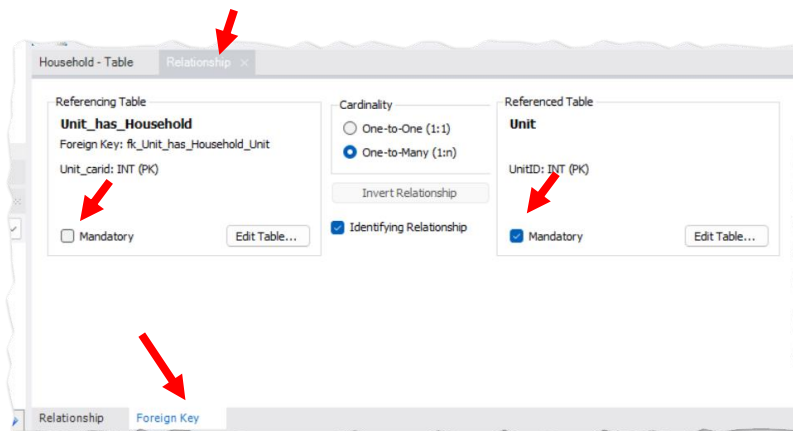 Household - Table Relationship ×
Referencing Table
Unit_has_Household
Foreign Key: fk_Unit_has_Household_Unit
Unit_carid: INT (PK)
Mandatory
Edit Table...
Cardinality
One-to-One (1:1)
One-to-Many (1:n)
Invert Relationship
Identifying Relationship
Referenced Table
Unit
UnitID: INT (PK)
Mandatory
Edit Table...
Relationship Foreign Key